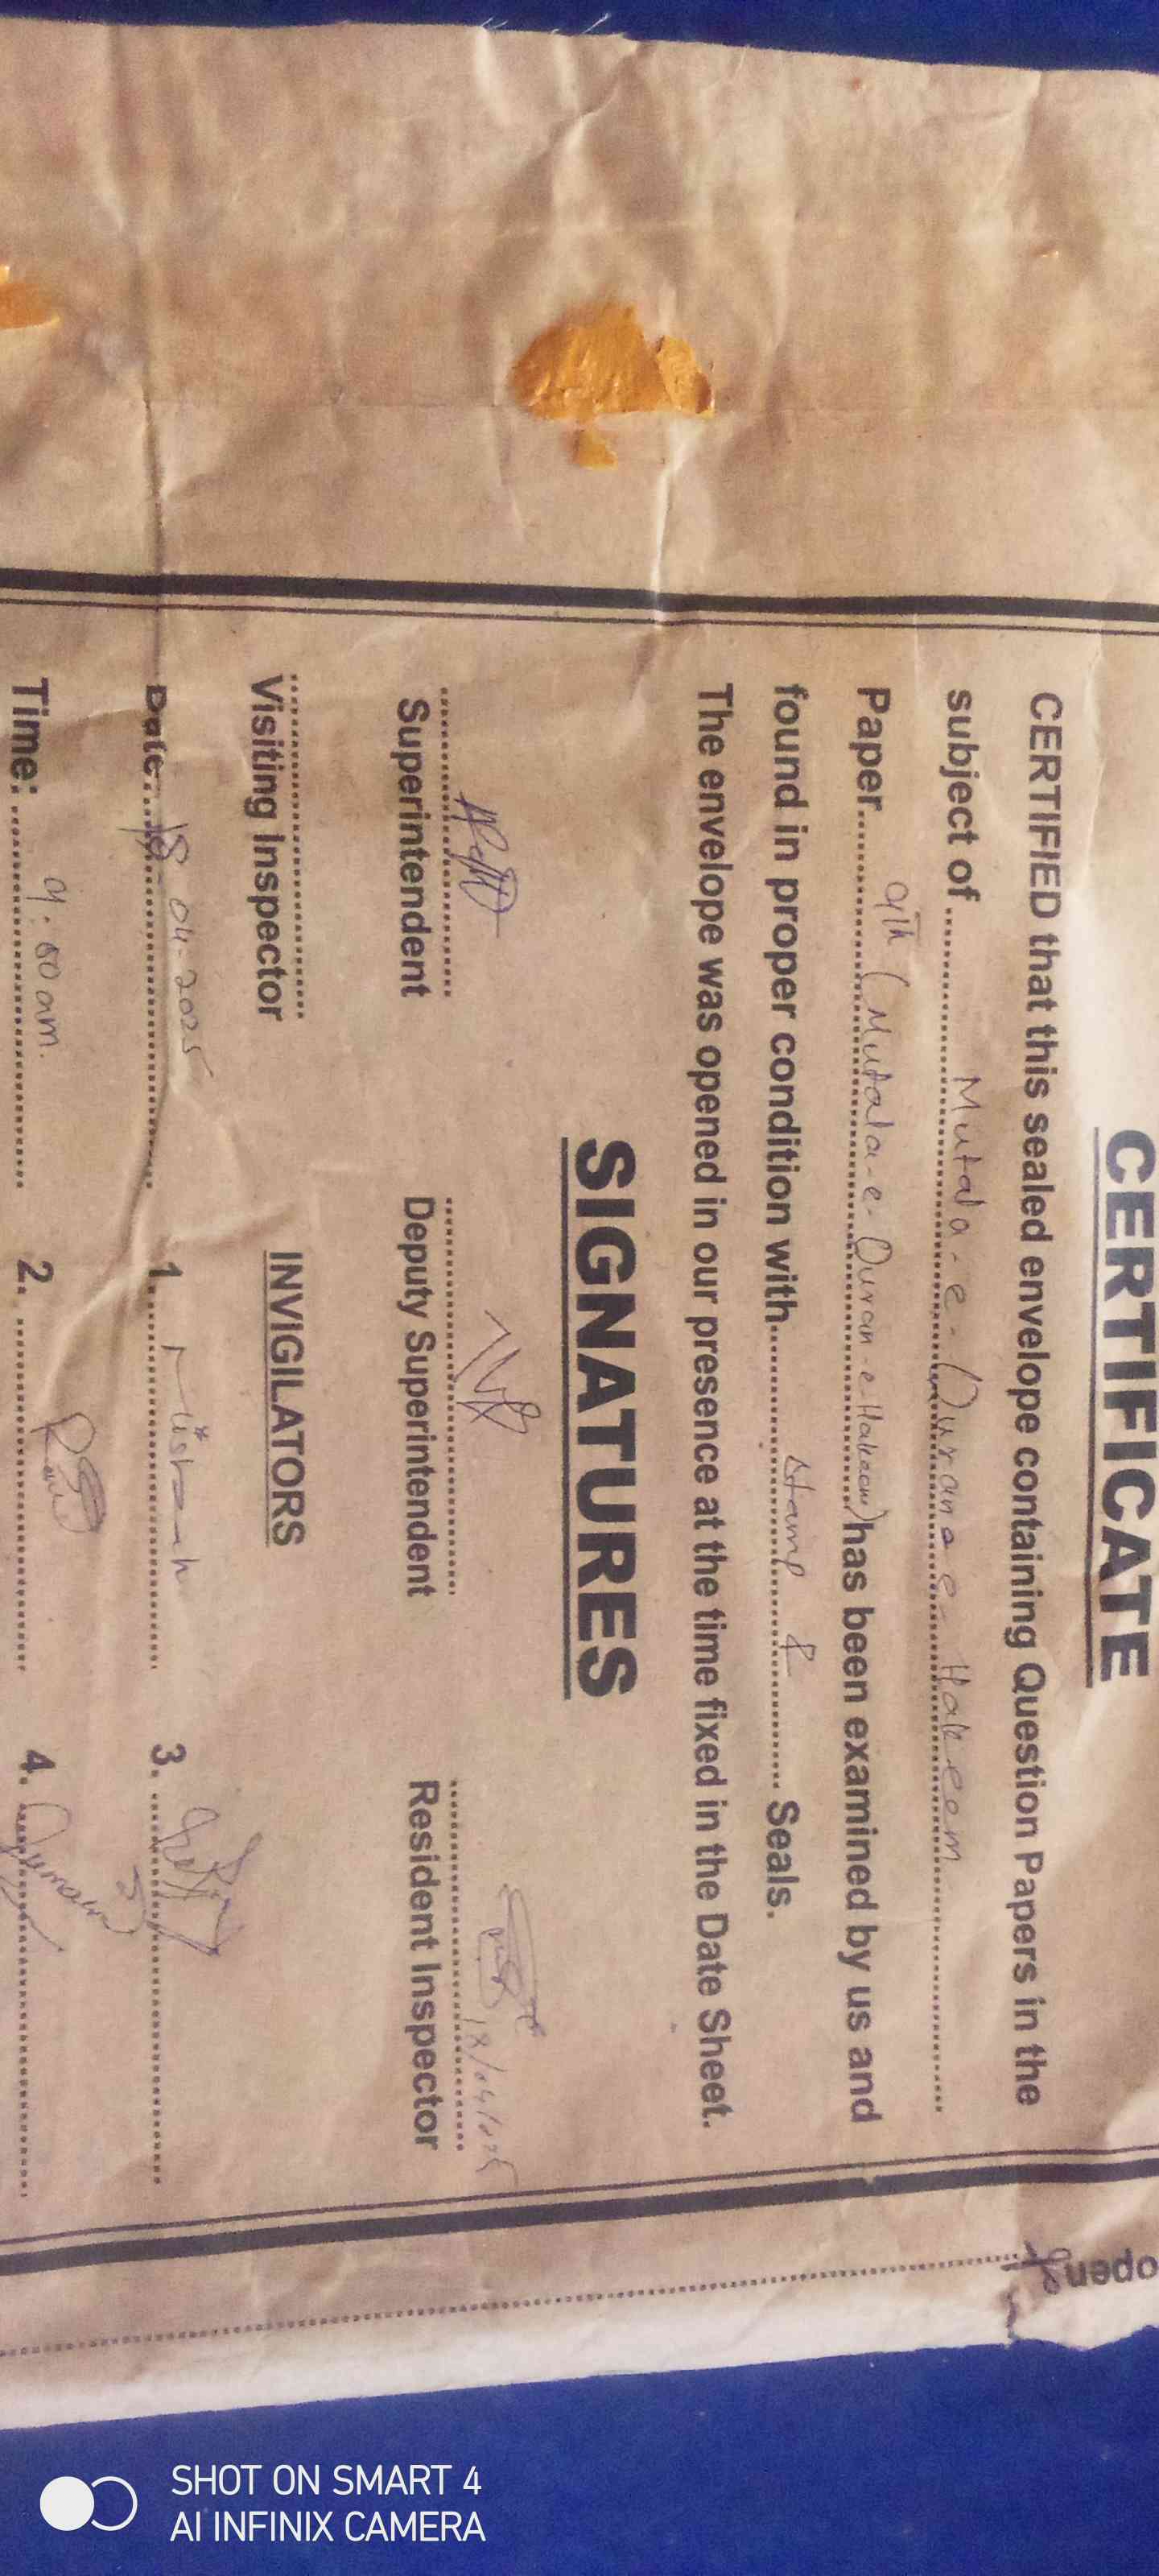 CERTIFICATE
CERTIFIED that this sealed envelope containing Question Papers in the
subject of .......... Mutala-e-Quran-e-Hakeem ..........
Paper.......... 9th (Mutala-e-Quran-e-Hakeem) has been examined by us and
found in proper condition with.......... Stamp & .......... Seals.
The envelope was opened in our presence at the time fixed in the Date Sheet.
SIGNATURES
18/04/2025
Superintendent Deputy Superintendent Resident Inspector
Visiting Inspector INVIGILATORS
Date:.... 18 04-2025 1..... Misbah 3. ....
Time: .... 9:00 am. 2. .... 4. ....
open
SHOT ON SMART 4
AI INFINIX CAMERA